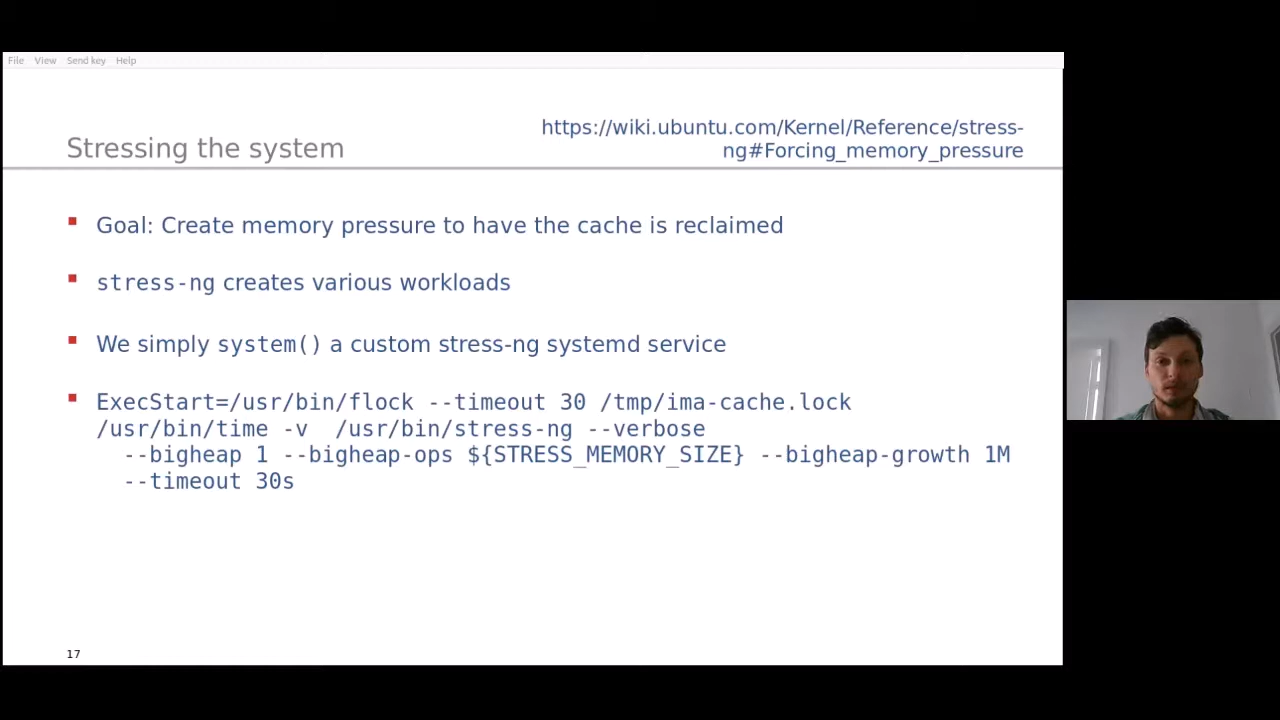 File View Send key Help
Stressing the system
https://wiki.ubuntu.com/Kernel/Reference/stress-
ng#Forcing_memory_pressure
Goal: Create memory pressure to have the cache is reclaimed
stress-ng creates various workloads
We simply system() a custom stress-ng systemd service
ExecStart=/usr/bin/flock --timeout 30 /tmp/ima-cache.lock
/usr/bin/time -v  /usr/bin/stress-ng --verbose
--bigheap 1 --bigheap-ops ${STRESS_MEMORY_SIZE} --bigheap-growth 1M
--timeout 30s
17